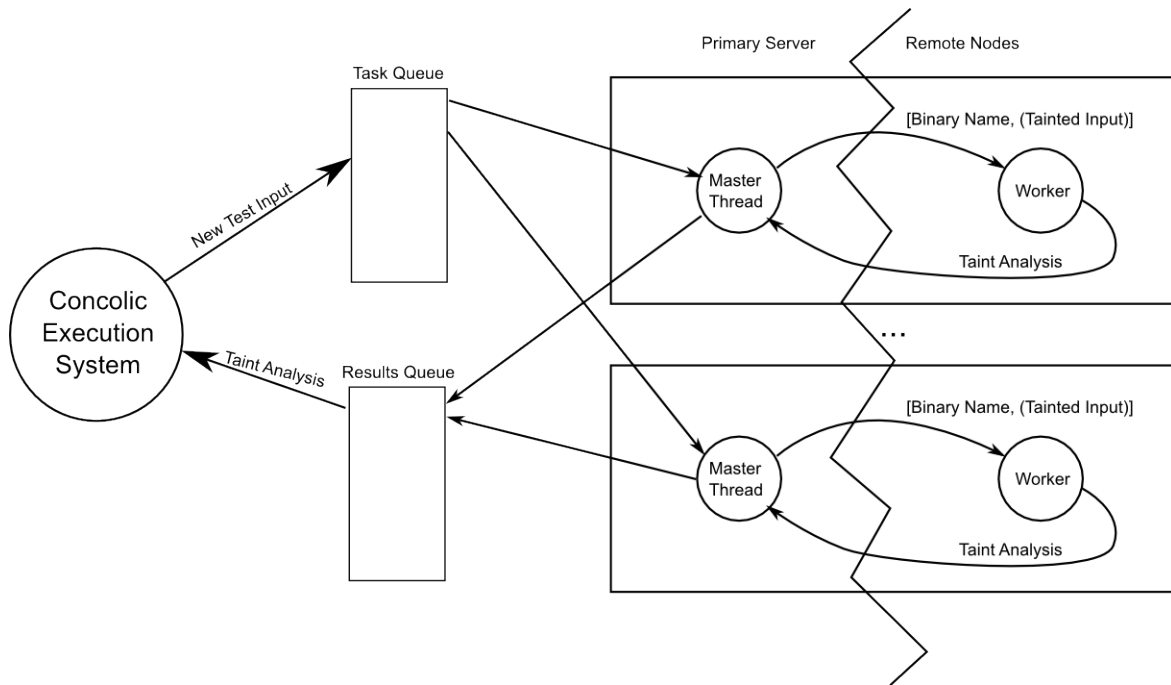 Primary Server
Remote Nodes
Task Queue
[Binary Name, (Tainted Input)]
Master
Thread
Worker
New Test Input
Taint Analysis
Concolic
Execution
System
...
Taint Analysis
Results Queue
[Binary Name, (Tainted Input)]
Master
Thread
Worker
Taint Analysis